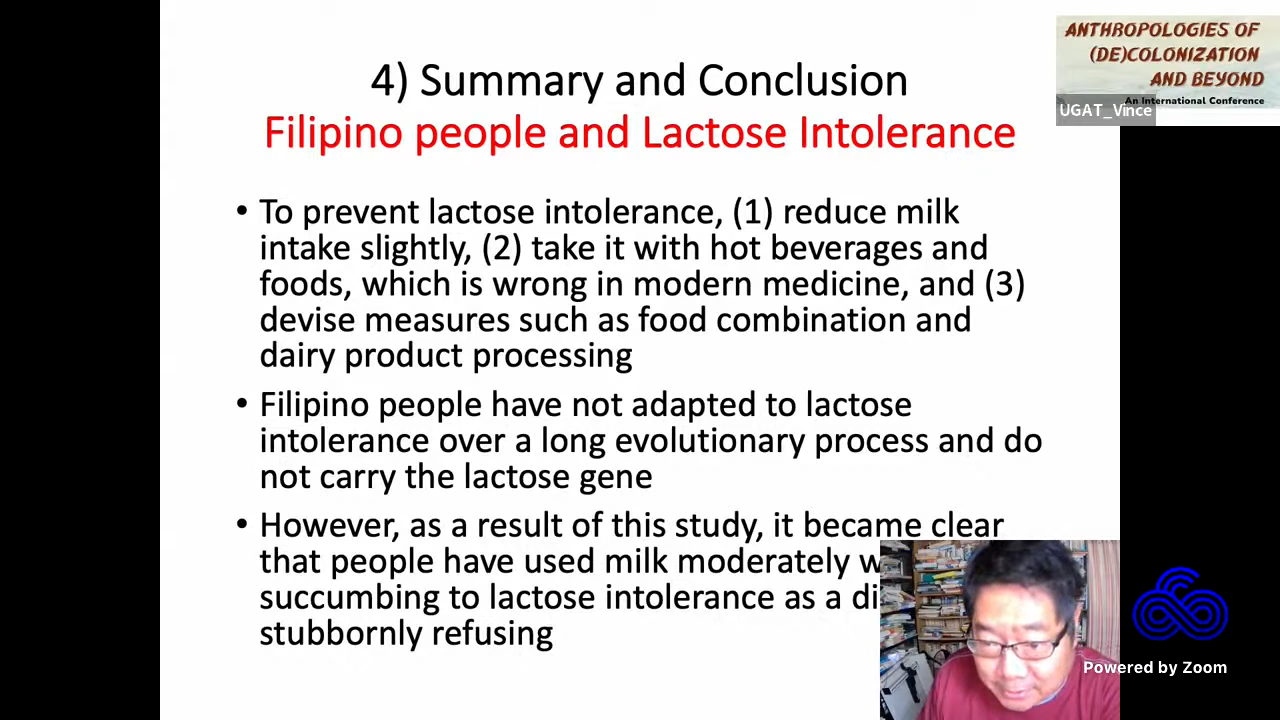 4) Summary and Conclusion
Filipino people and Lactose Intolerance
• To prevent lactose intolerance, (1) reduce milk
intake slightly, (2) take it with hot beverages and
foods, which is wrong in modern medicine, and (3)
devise measures such as food combination and
dairy product processing
• Filipino people have not adapted to lactose
intolerance over a long evolutionary process and do
not carry the lactose gene
• However, as a result of this study, it became clear
that people have used milk moderately
succumbing to lactose intolerance as a
stubbornly refusing
ANTHROPOLOGIES OF
(DE)COLONIZATION
AND BEYOND
An International Conference
UGAT_Vince
Powered by Zoom